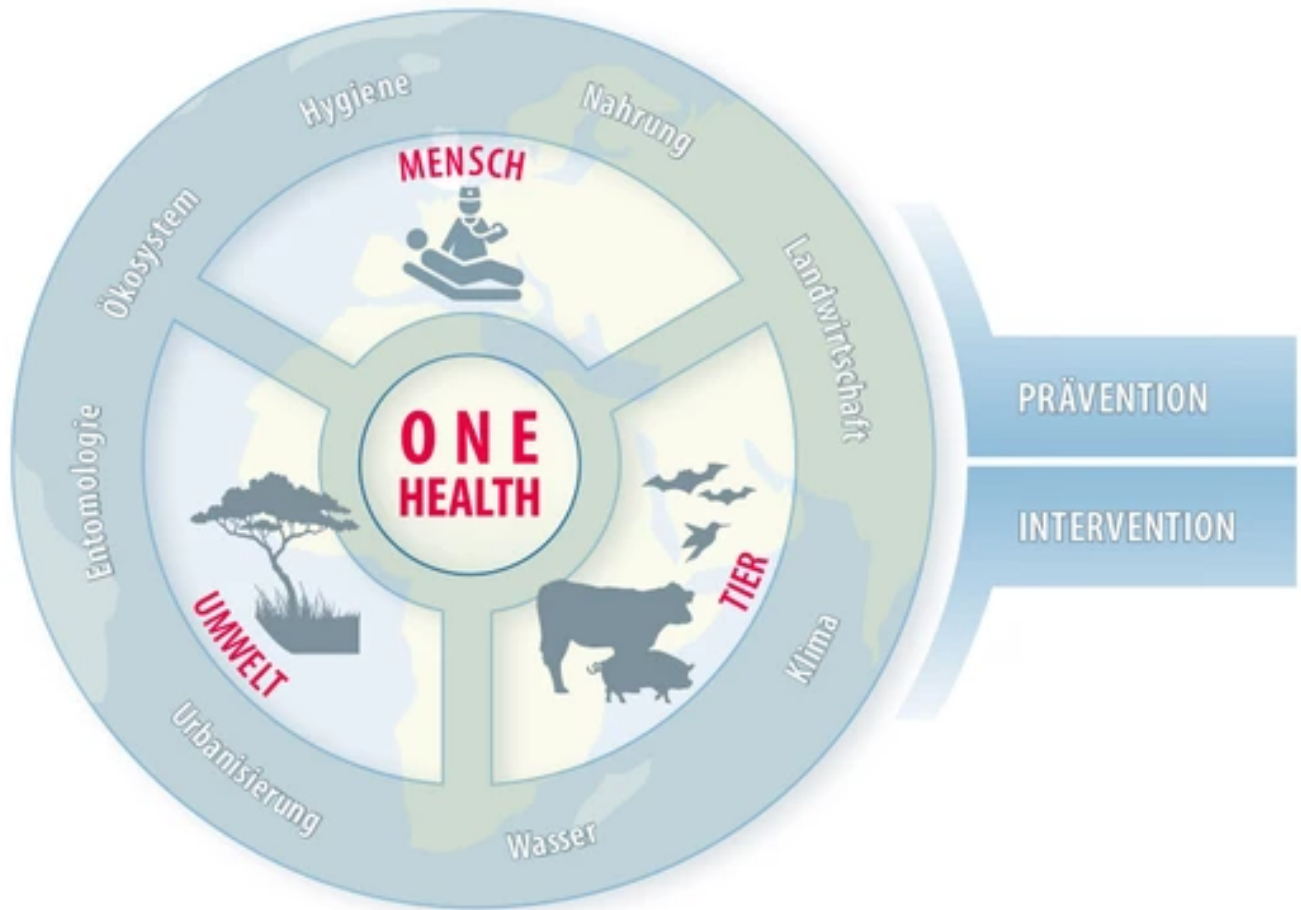 Hygiene
Nahrung
MENSCH
Ökosystem
Landwirtschaft
PRÄVENTION
Entomologie
ONE
HEALTH
INTERVENTION
TIER
UMWELT
Klima
Urbanisierung
Wasser